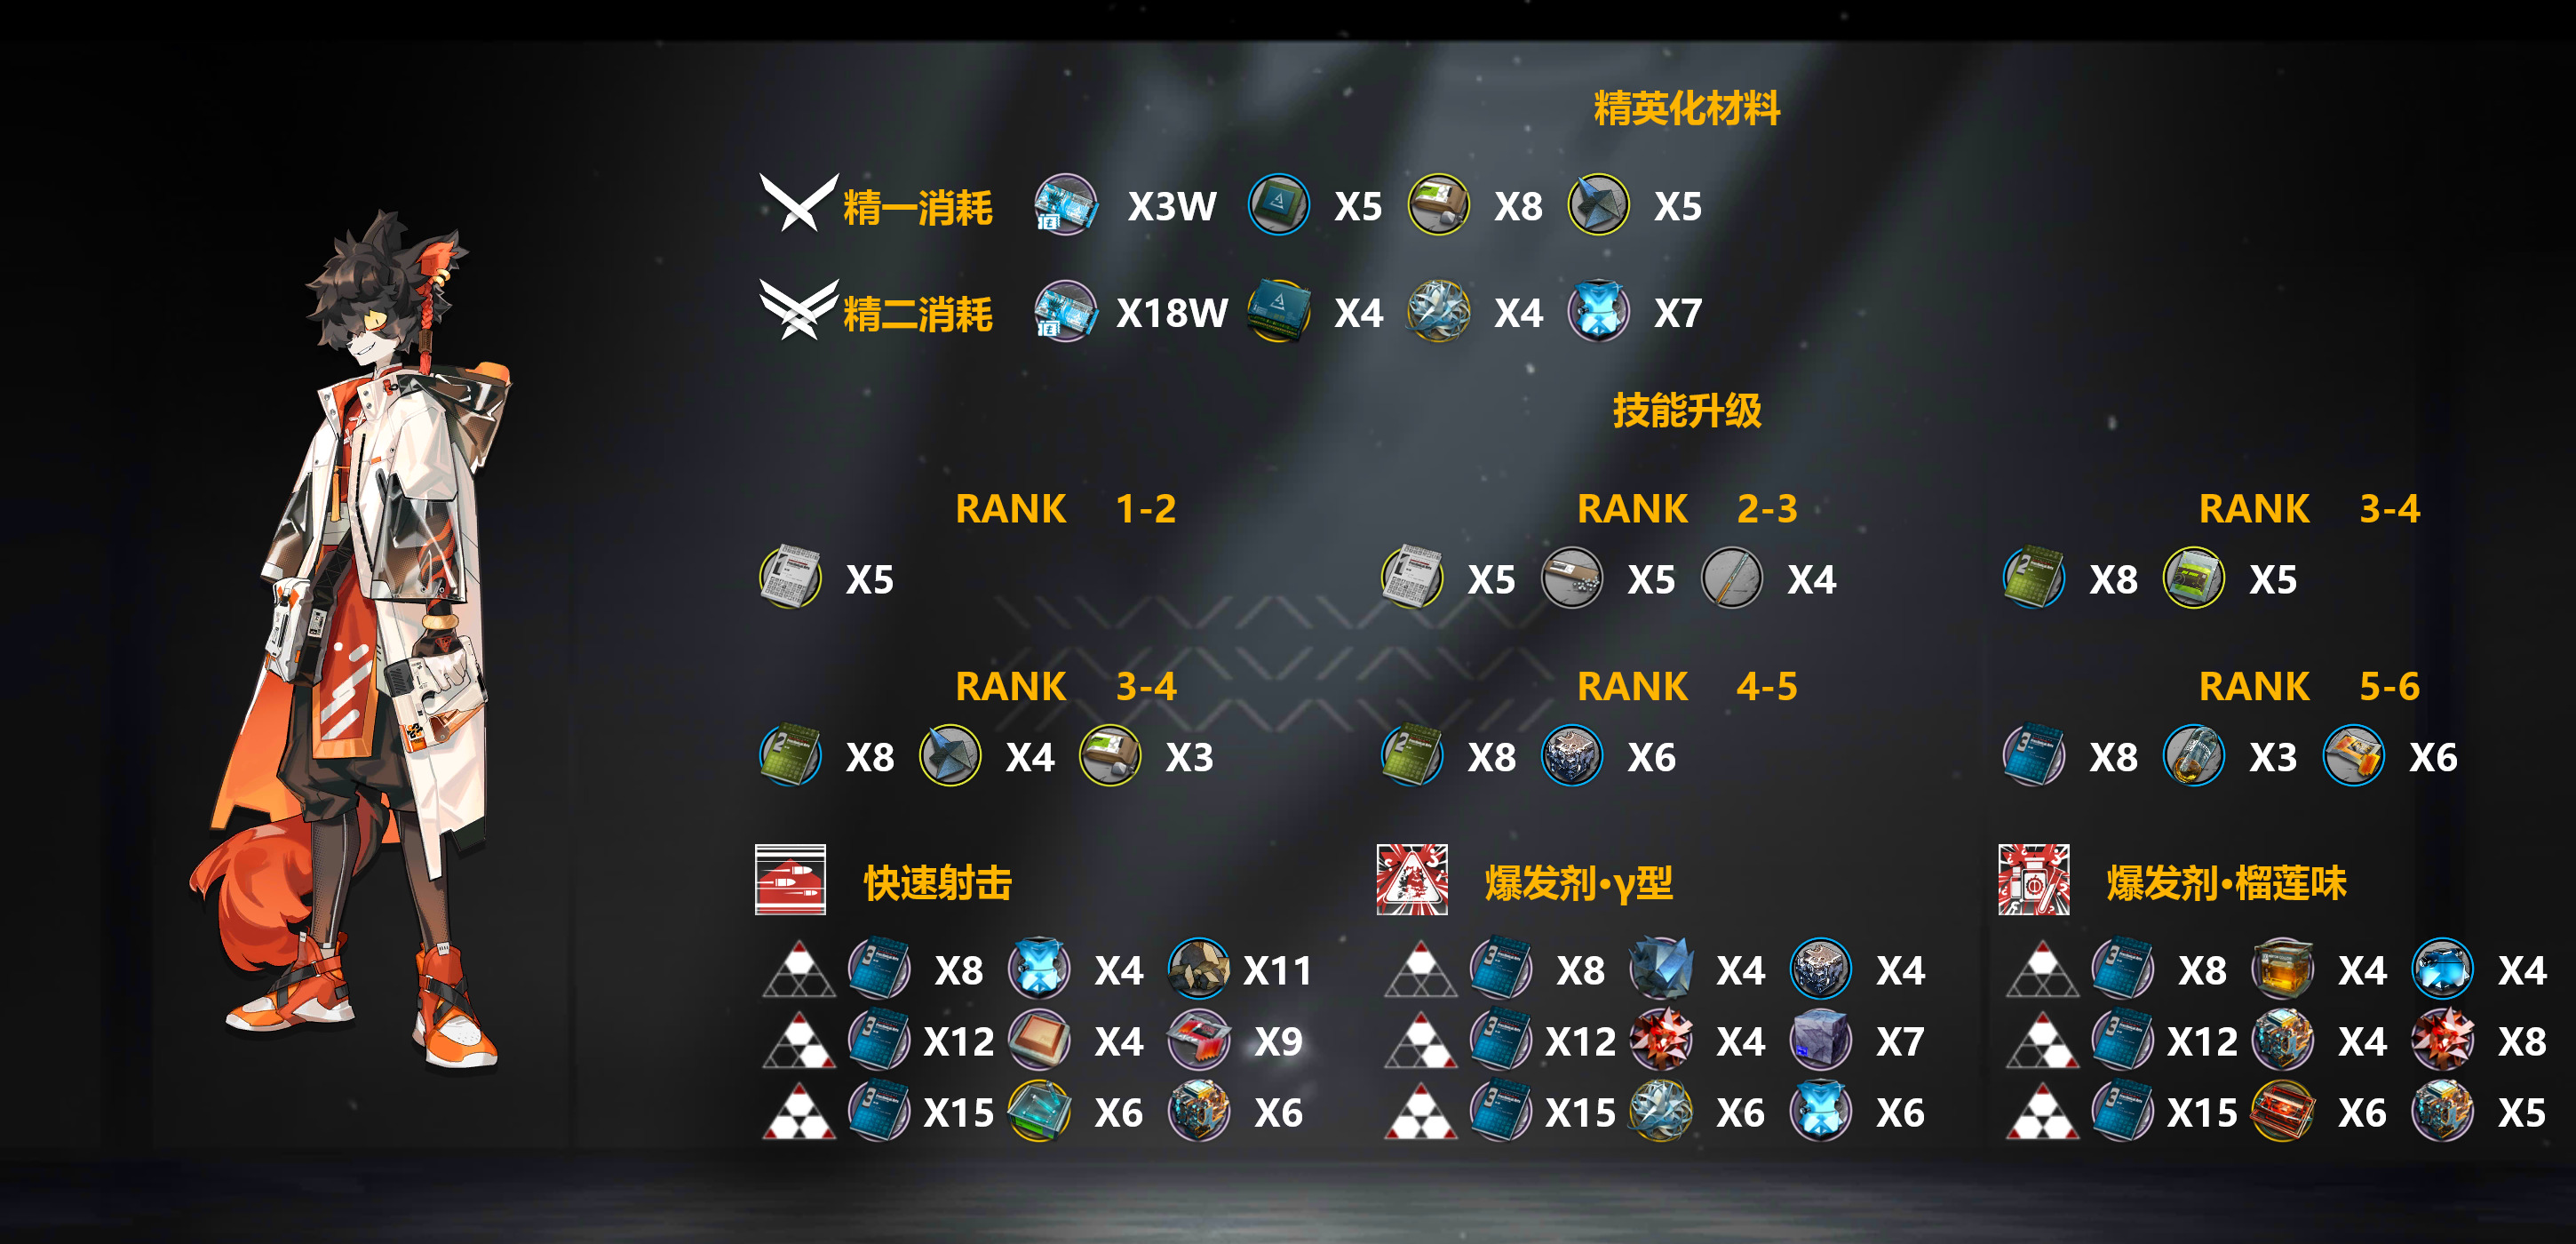 精英化材料
精一消耗 X3W X5 X8 X5
精二消耗 X18W X4 X4 X7
技能升级
RANK 1-2 RANK 2-3 RANK 3-4
X5 X5 X5 X4 X8 X5
RANK 3-4 RANK 4-5 RANK 5-6
X8 X4 X3 X8 X6 X8 X3 X6
快速射击 爆发剂·γ型 爆发剂·榴莲味
X8 X4 X11 X8 X4 X4 X8 X4 X4
X12 X4 X9 X12 X4 X7 X12 X4 X8
X15 X6 X6 X15 X6 X6 X15 X6 X5